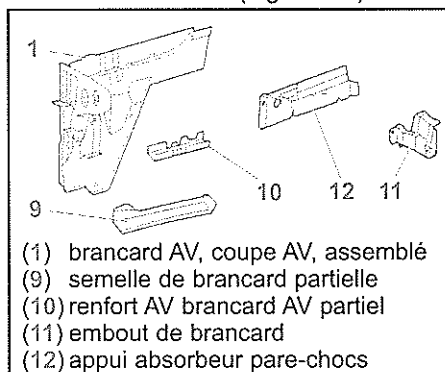 1
10
12
11
9
(1) brancard AV, coupe AV, assemblé
(9) semelle de brancard partielle
(10) renfort AV brancard AV partiel
(11) embout de brancard
(12) appui absorbeur pare-chocs